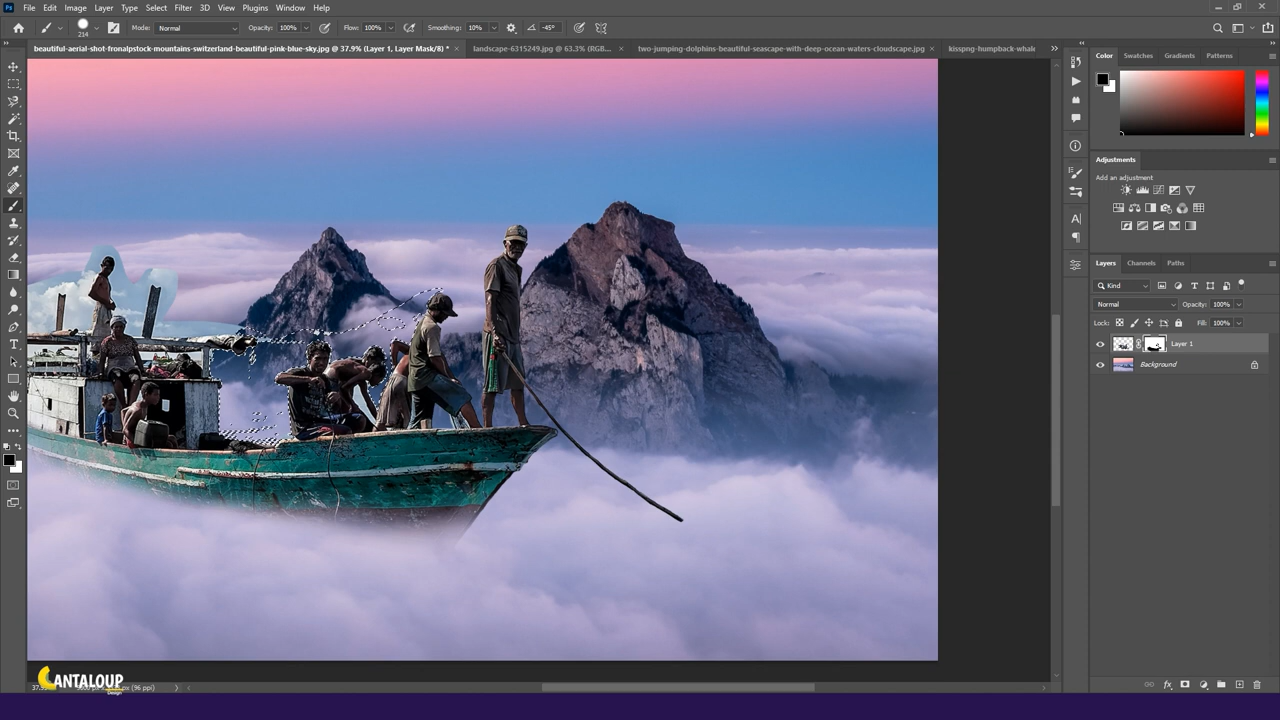 Ps File Edit Image Layer Type Select Filter 3D View Plugins Window Help
214 Mode: Normal Opacity: 100% Flow: 100% Smoothing: 10% -45°
beautiful-aerial-shot-fronalpstock-mountains-switzerland-beautiful-pink-blue-sky.jpg @ 37.9% (Layer 1, Layer Mask/8) * × landscape-6315249.jpg @ 63.3% (RGB... × two-jumping-dolphins-beautiful-seascape-with-deep-ocean-waters-cloudscape.jpg × kisspng-humpback-whale
Color Swatches Gradients Patterns
Adjustments
Add an adjustment
Layers Channels Paths
Kind
Normal Opacity: 100%
Lock: Fill: 100%
Layer 1
Background
CANTALOUP
Design
(96 ppi)